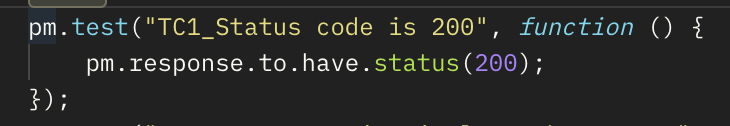 pm.test("TC1_Status code is 200", function () {
    pm.response.to.have.status(200);
});